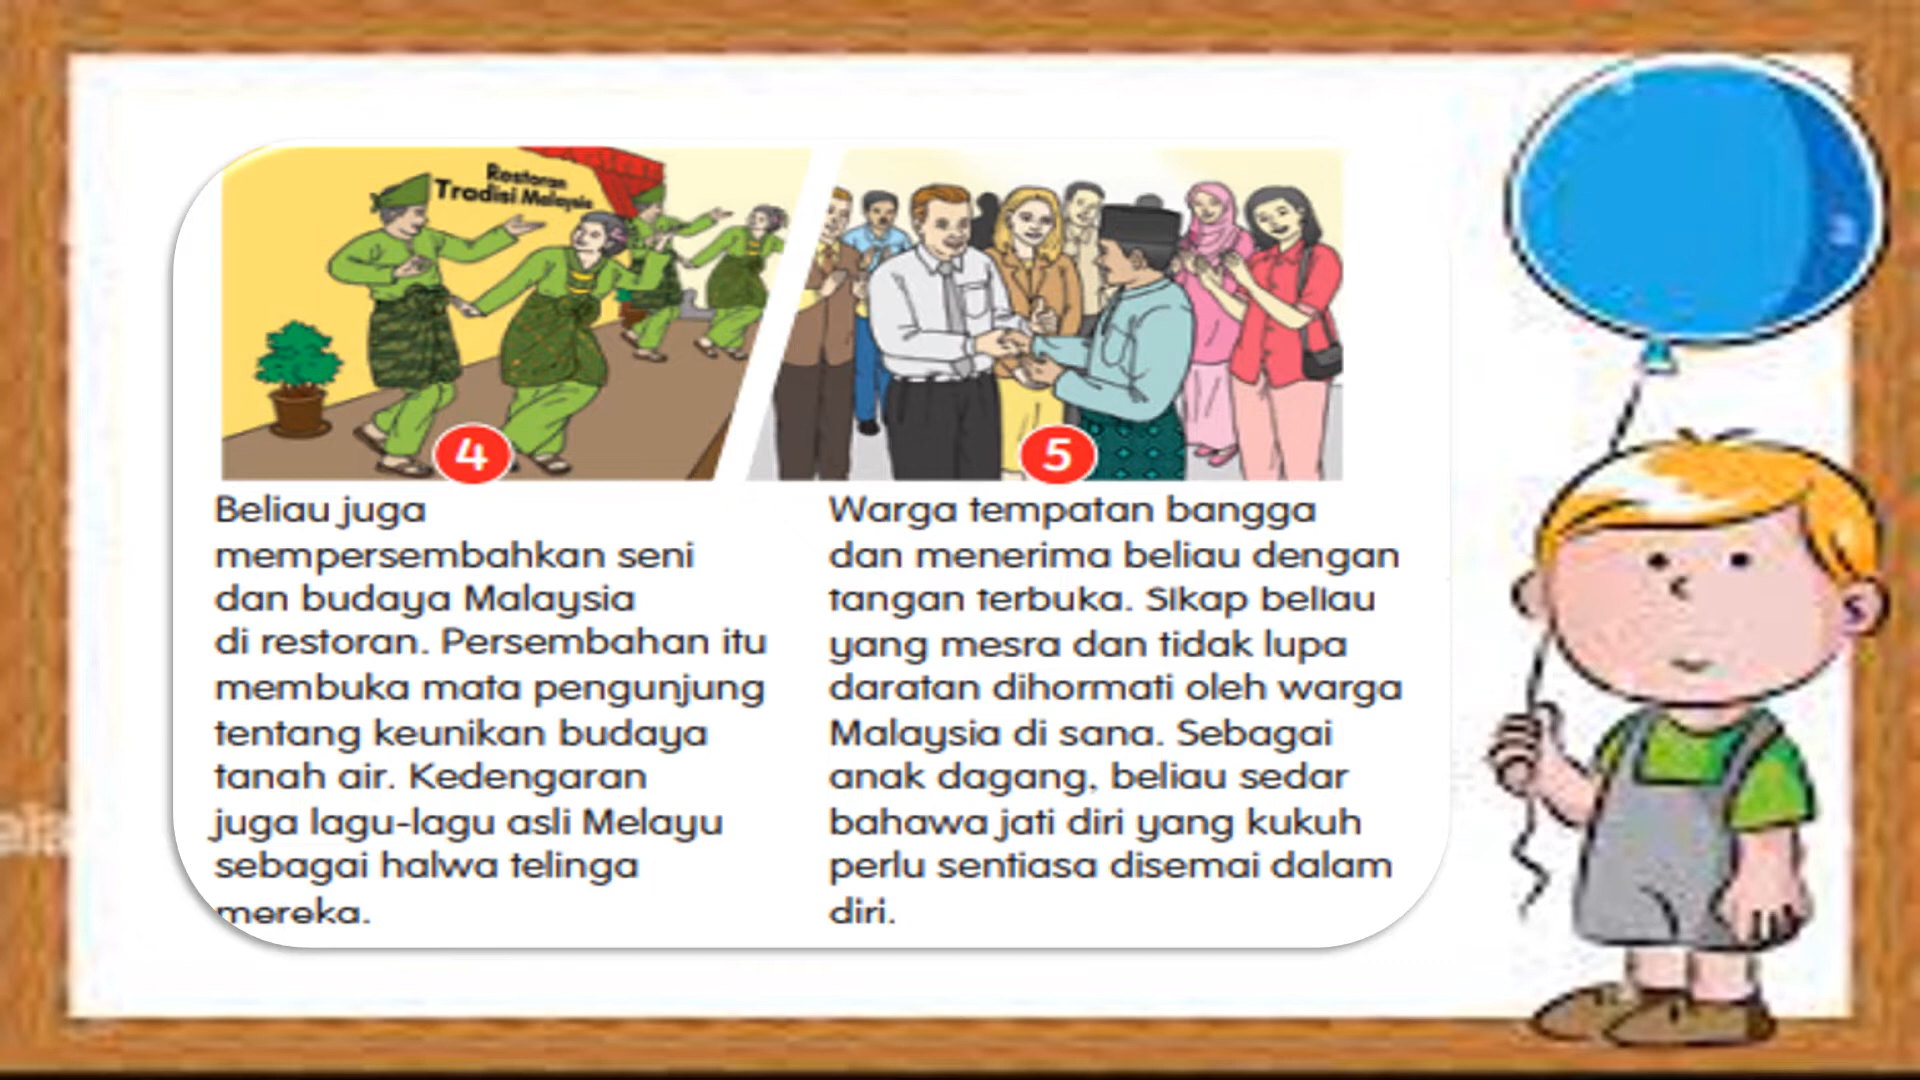 Restoran
Tradisi Malaysia
4
Beliau juga
mempersembahkan seni
dan budaya Malaysia
di restoran. Persembahan itu
membuka mata pengunjung
tentang keunikan budaya
tanah air. Kedengaran
juga lagu-lagu asli Melayu
sebagai halwa telinga
mereka.
5
Warga tempatan bangga
dan menerima beliau dengan
tangan terbuka. Sikap beliau
yang mesra dan tidak lupa
daratan dihormati oleh warga
Malaysia di sana. Sebagai
anak dagang, beliau sedar
bahawa jati diri yang kukuh
perlu sentiasa disemai dalam
diri.